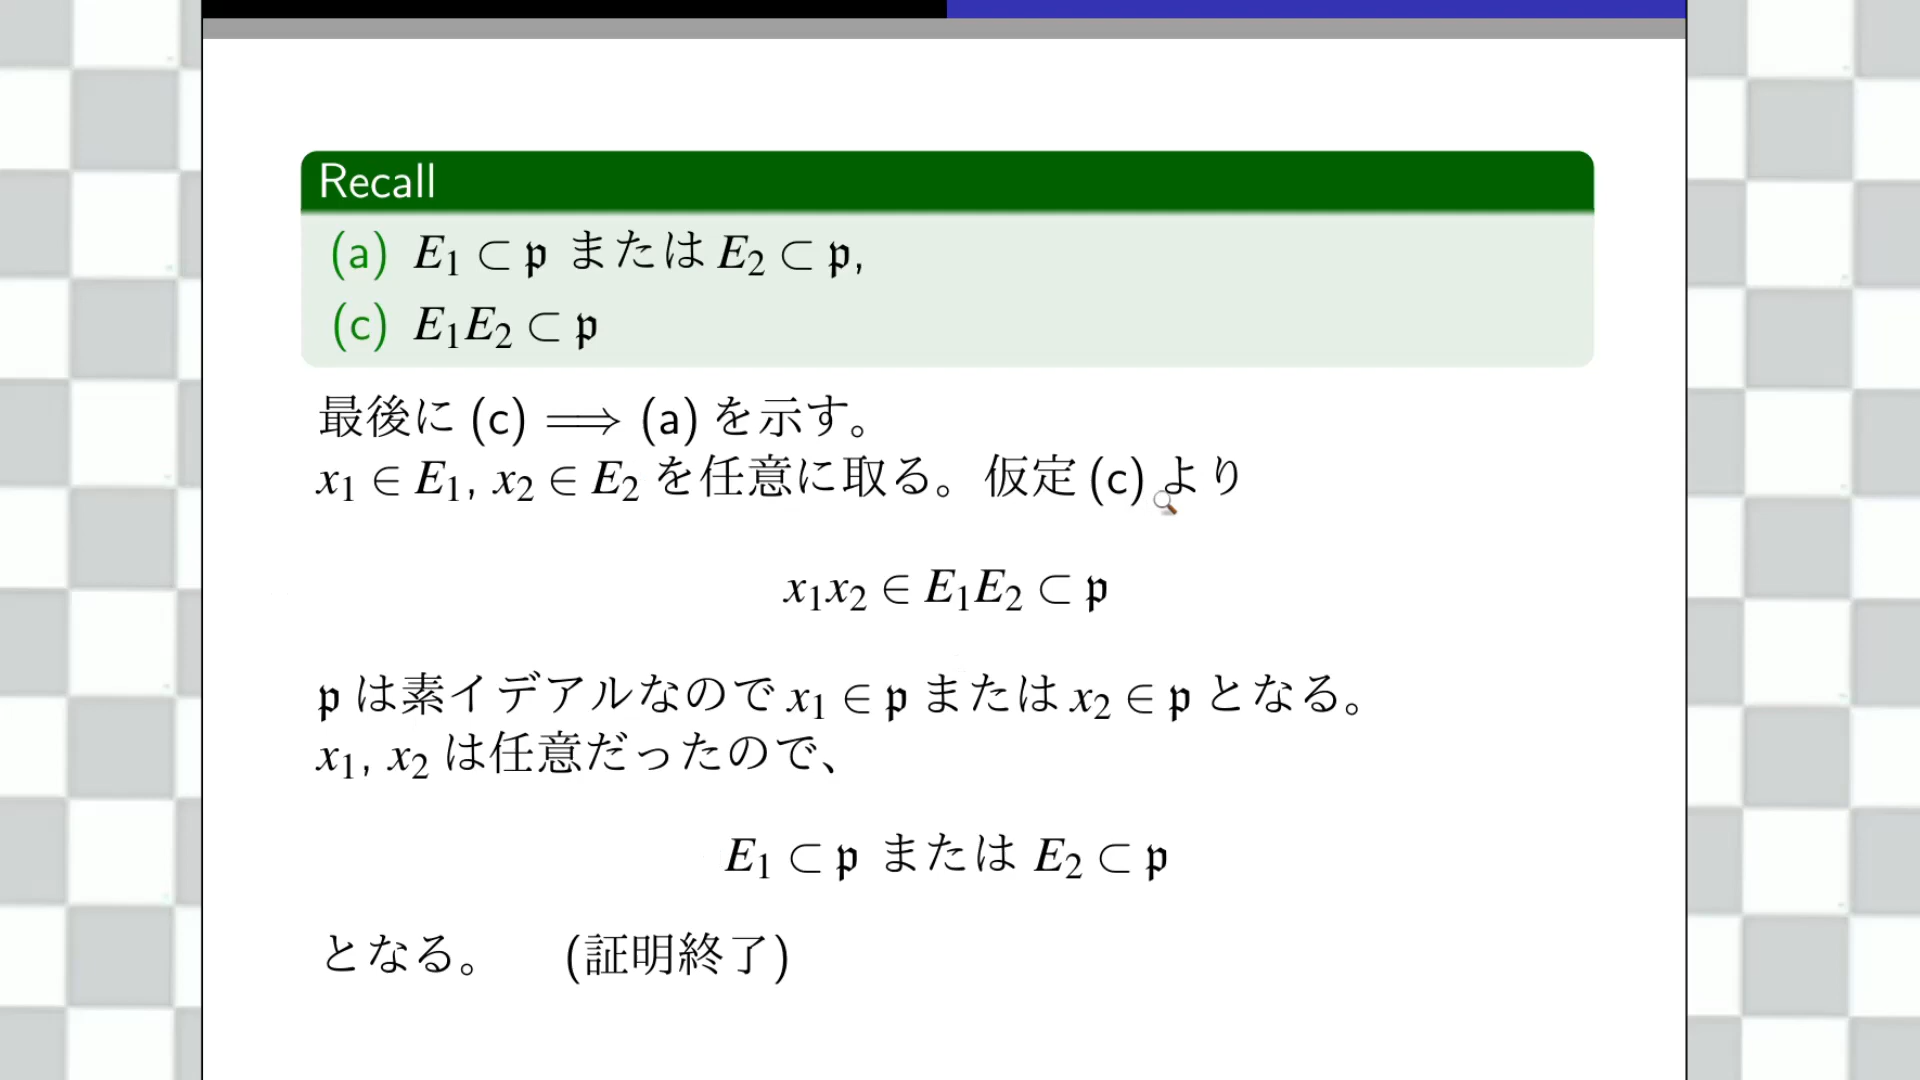 Recall
(a) E₁ ⊂ 𝔭 または E₂ ⊂ 𝔭,
(c) E₁E₂ ⊂ 𝔭
最後に (c) ⟹ (a) を示す。
x₁ ∈ E₁, x₂ ∈ E₂ を任意に取る。仮定 (c) より
x₁x₂ ∈ E₁E₂ ⊂ 𝔭
𝔭 は素イデアルなので x₁ ∈ 𝔭 または x₂ ∈ 𝔭 となる。
x₁, x₂ は任意だったので、
E₁ ⊂ 𝔭 または E₂ ⊂ 𝔭
となる。 (証明終了)